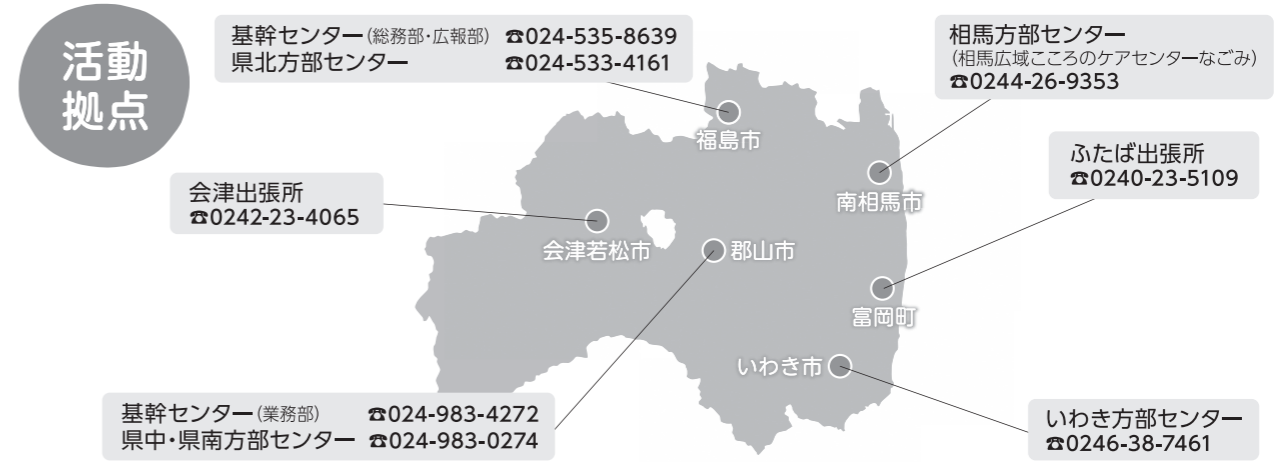 活動
拠点
基幹センター(総務部・広報部) ☎024-535-8639
県北方部センター ☎024-533-4161
相馬方部センター
(相馬広域こころのケアセンターなごみ)
☎0244-26-9353
福島市
ふたば出張所
☎0240-23-5109
南相馬市
会津出張所
☎0242-23-4065
会津若松市
郡山市
富岡町
いわき市
基幹センター(業務部) ☎024-983-4272
県中・県南方部センター ☎024-983-0274
いわき方部センター
☎0246-38-7461